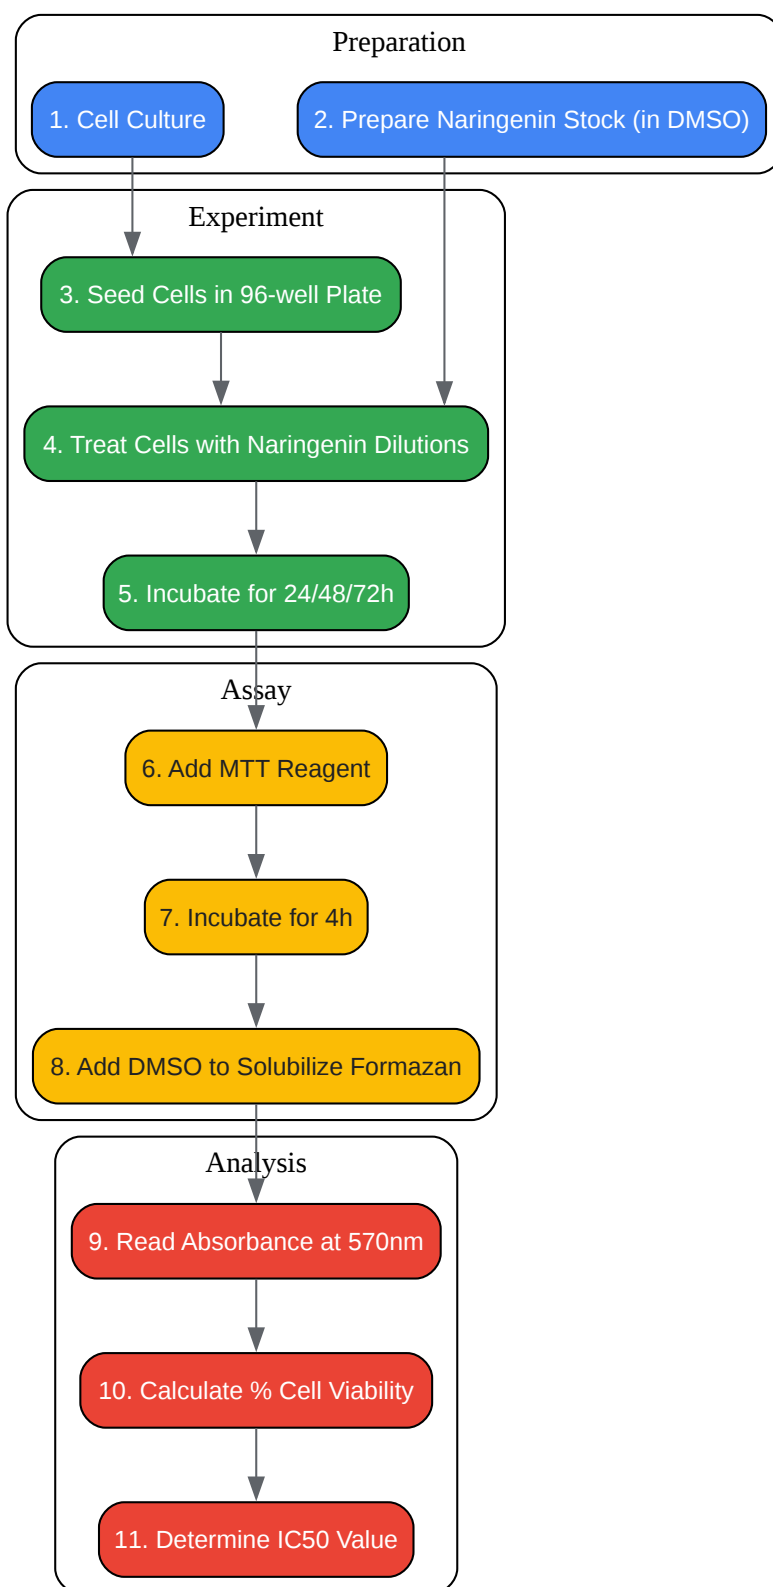 Preparation
1. Cell Culture
2. Prepare Naringenin Stock (in DMSO)
Experiment
3. Seed Cells in 96-well Plate
4. Treat Cells with Naringenin Dilutions
5. Incubate for 24/48/72h
Assay
6. Add MTT Reagent
7. Incubate for 4h
8. Add DMSO to Solubilize Formazan
Analysis
9. Read Absorbance at 570nm
10. Calculate % Cell Viability
11. Determine IC50 Value